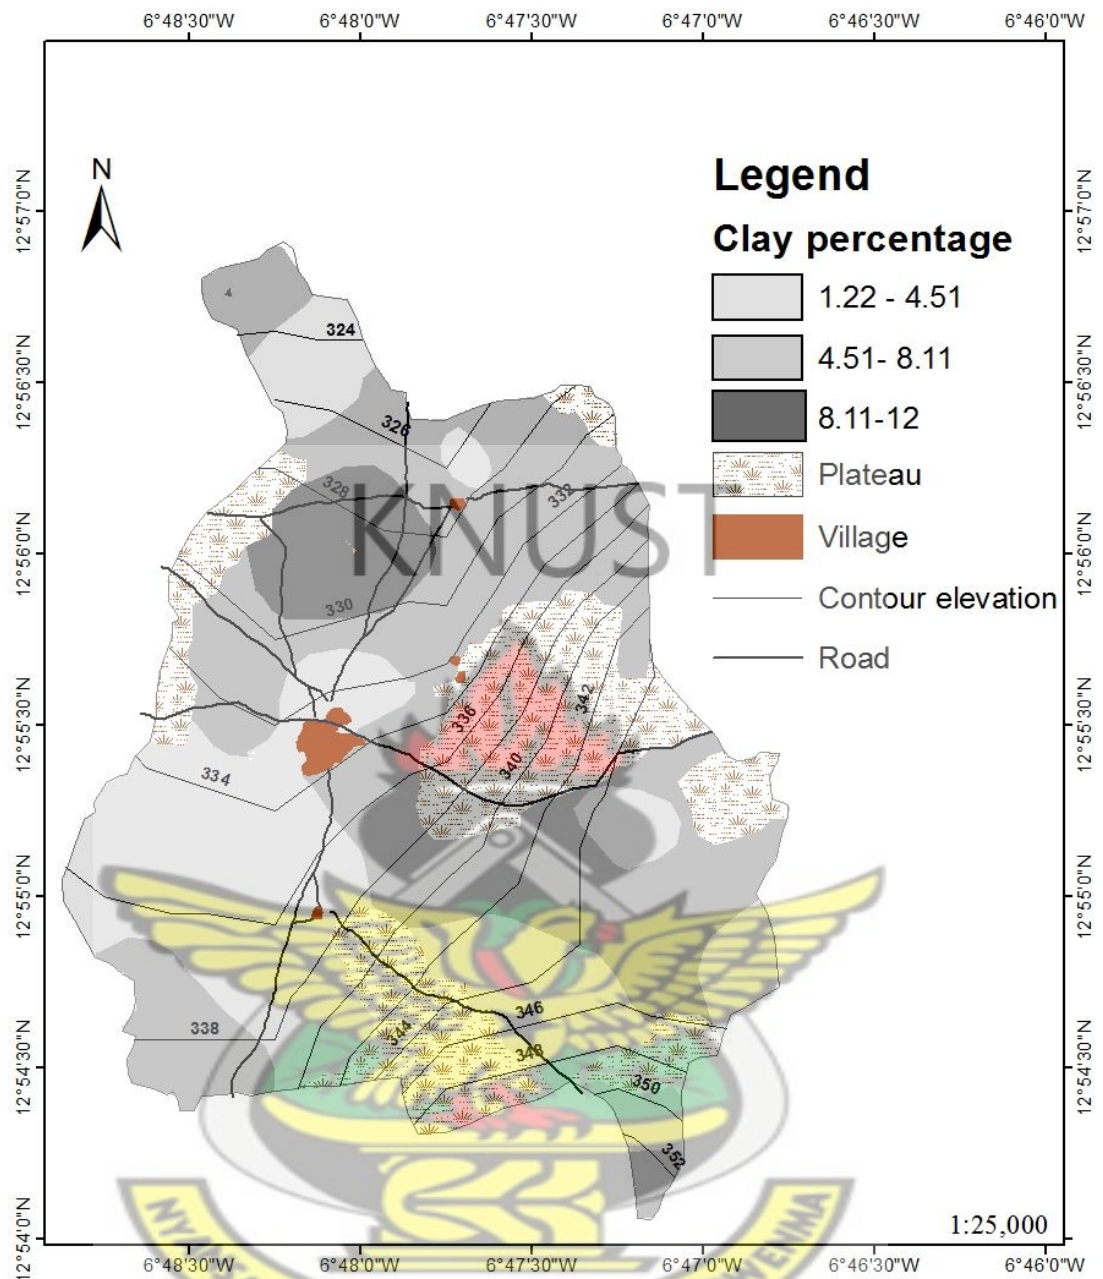 6°48'30"W 6°48'0"W 6°47'30"W 6°47'0"W 6°46'30"W 6°46'0"W
N
12°57'0"N
12°56'30"N
12°56'0"N
12°55'30"N
12°55'0"N
12°54'30"N
12°54'0"N
Legend
Clay percentage
1.22 - 4.51
4.51- 8.11
8.11-12
Plateau
Village
Contour elevation
Road
324
326
328
332
KNUST
330
342
336
340
334
346
338
344
348
350
352
12°57'0"N
12°56'30"N
12°56'0"N
12°55'30"N
12°55'0"N
12°54'30"N
12°54'0"N
1:25,000
6°48'30"W 6°48'0"W 6°47'30"W 6°47'0"W 6°46'30"W 6°46'0"W